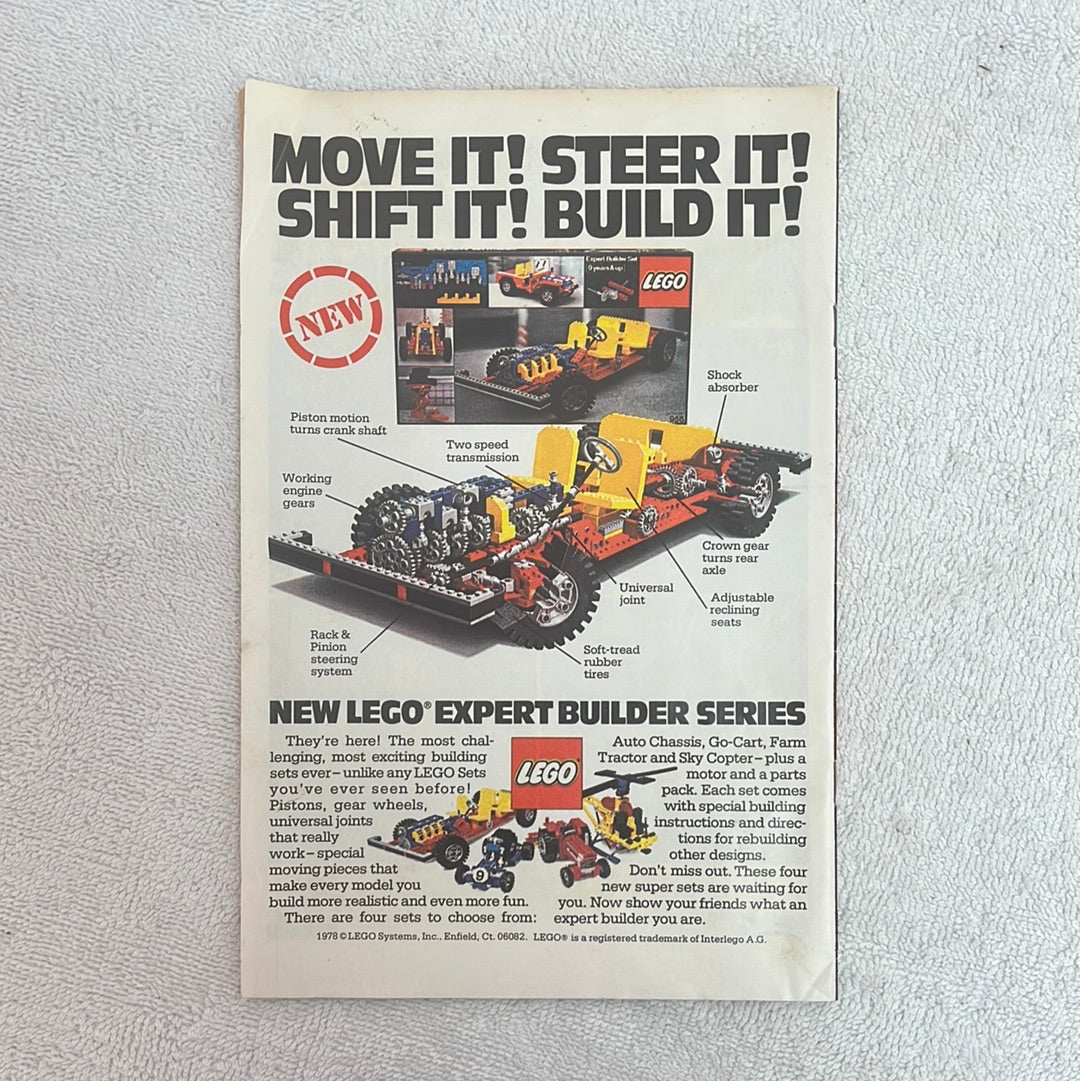 MOVE IT! STEER IT!
SHIFT IT! BUILD IT!
NEW
Expert Builder Set
9 years & up
LEGO
956
Shock
absorber
Piston motion
turns crank shaft
Two speed
transmission
Working
engine
gears
Crown gear
turns rear
axle
Universal
joint
Adjustable
reclining
seats
Rack &
Pinion
steering
system
Soft-tread
rubber
tires
NEW LEGO® EXPERT BUILDER SERIES
They're here! The most chal-
lenging, most exciting building
sets ever—unlike any LEGO Sets
you've ever seen before!
Pistons, gear wheels,
universal joints
that really
work—special
moving pieces that
make every model you
build more realistic and even more fun.
There are four sets to choose from:
LEGO
9
Auto Chassis, Go-Cart, Farm
Tractor and Sky Copter—plus a
motor and a parts
pack. Each set comes
with special building
instructions and direc-
tions for rebuilding
other designs.
Don't miss out. These four
new super sets are waiting for
you. Now show your friends what an
expert builder you are.
1978 © LEGO Systems, Inc., Enfield, Ct. 06082. LEGO® is a registered trademark of Interlego A.G.